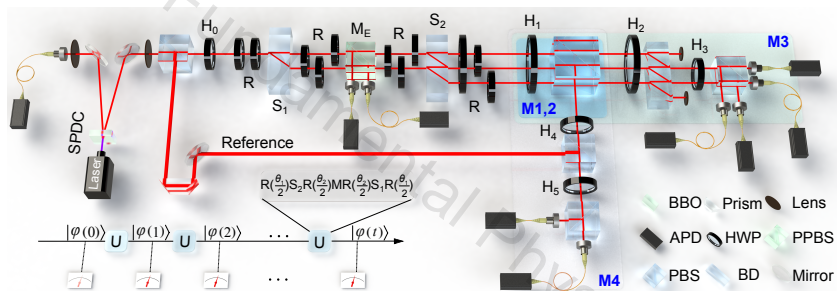 H0
R
S1
R
ME
R
S2
R
H1
H2
H3
M3
M1,2
SPDC
Laser
Reference
H4
H5
M4
R(θ1/2)S2R(θ2/2)MR(θ2/2)S1R(θ1/2)
|φ(0)⟩ U |φ(1)⟩ U |φ(2)⟩ ... U |φ(t)⟩
...
BBO Prism Lens
APD HWP PPBS
PBS BD Mirror
Fundamental Phy